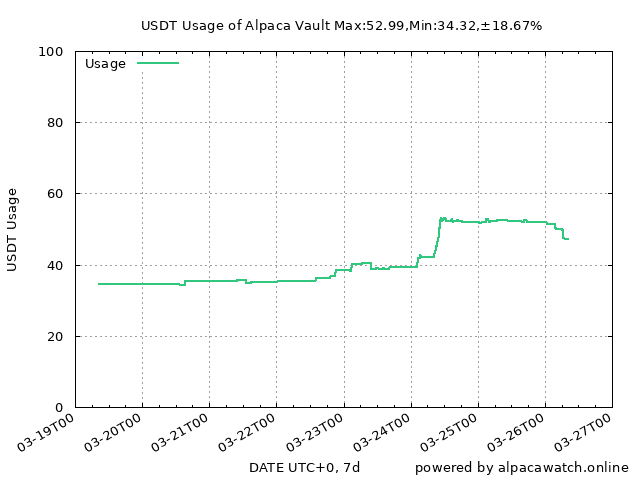 USDT Usage of Alpaca Vault Max:52.99,Min:34.32,±18.67%
Usage
USDT Usage
100
80
60
40
20
0
03-19T00
03-20T00
03-21T00
03-22T00
03-23T00
03-24T00
03-25T00
03-26T00
03-27T00
DATE UTC+0, 7d
powered by alpacawatch.online